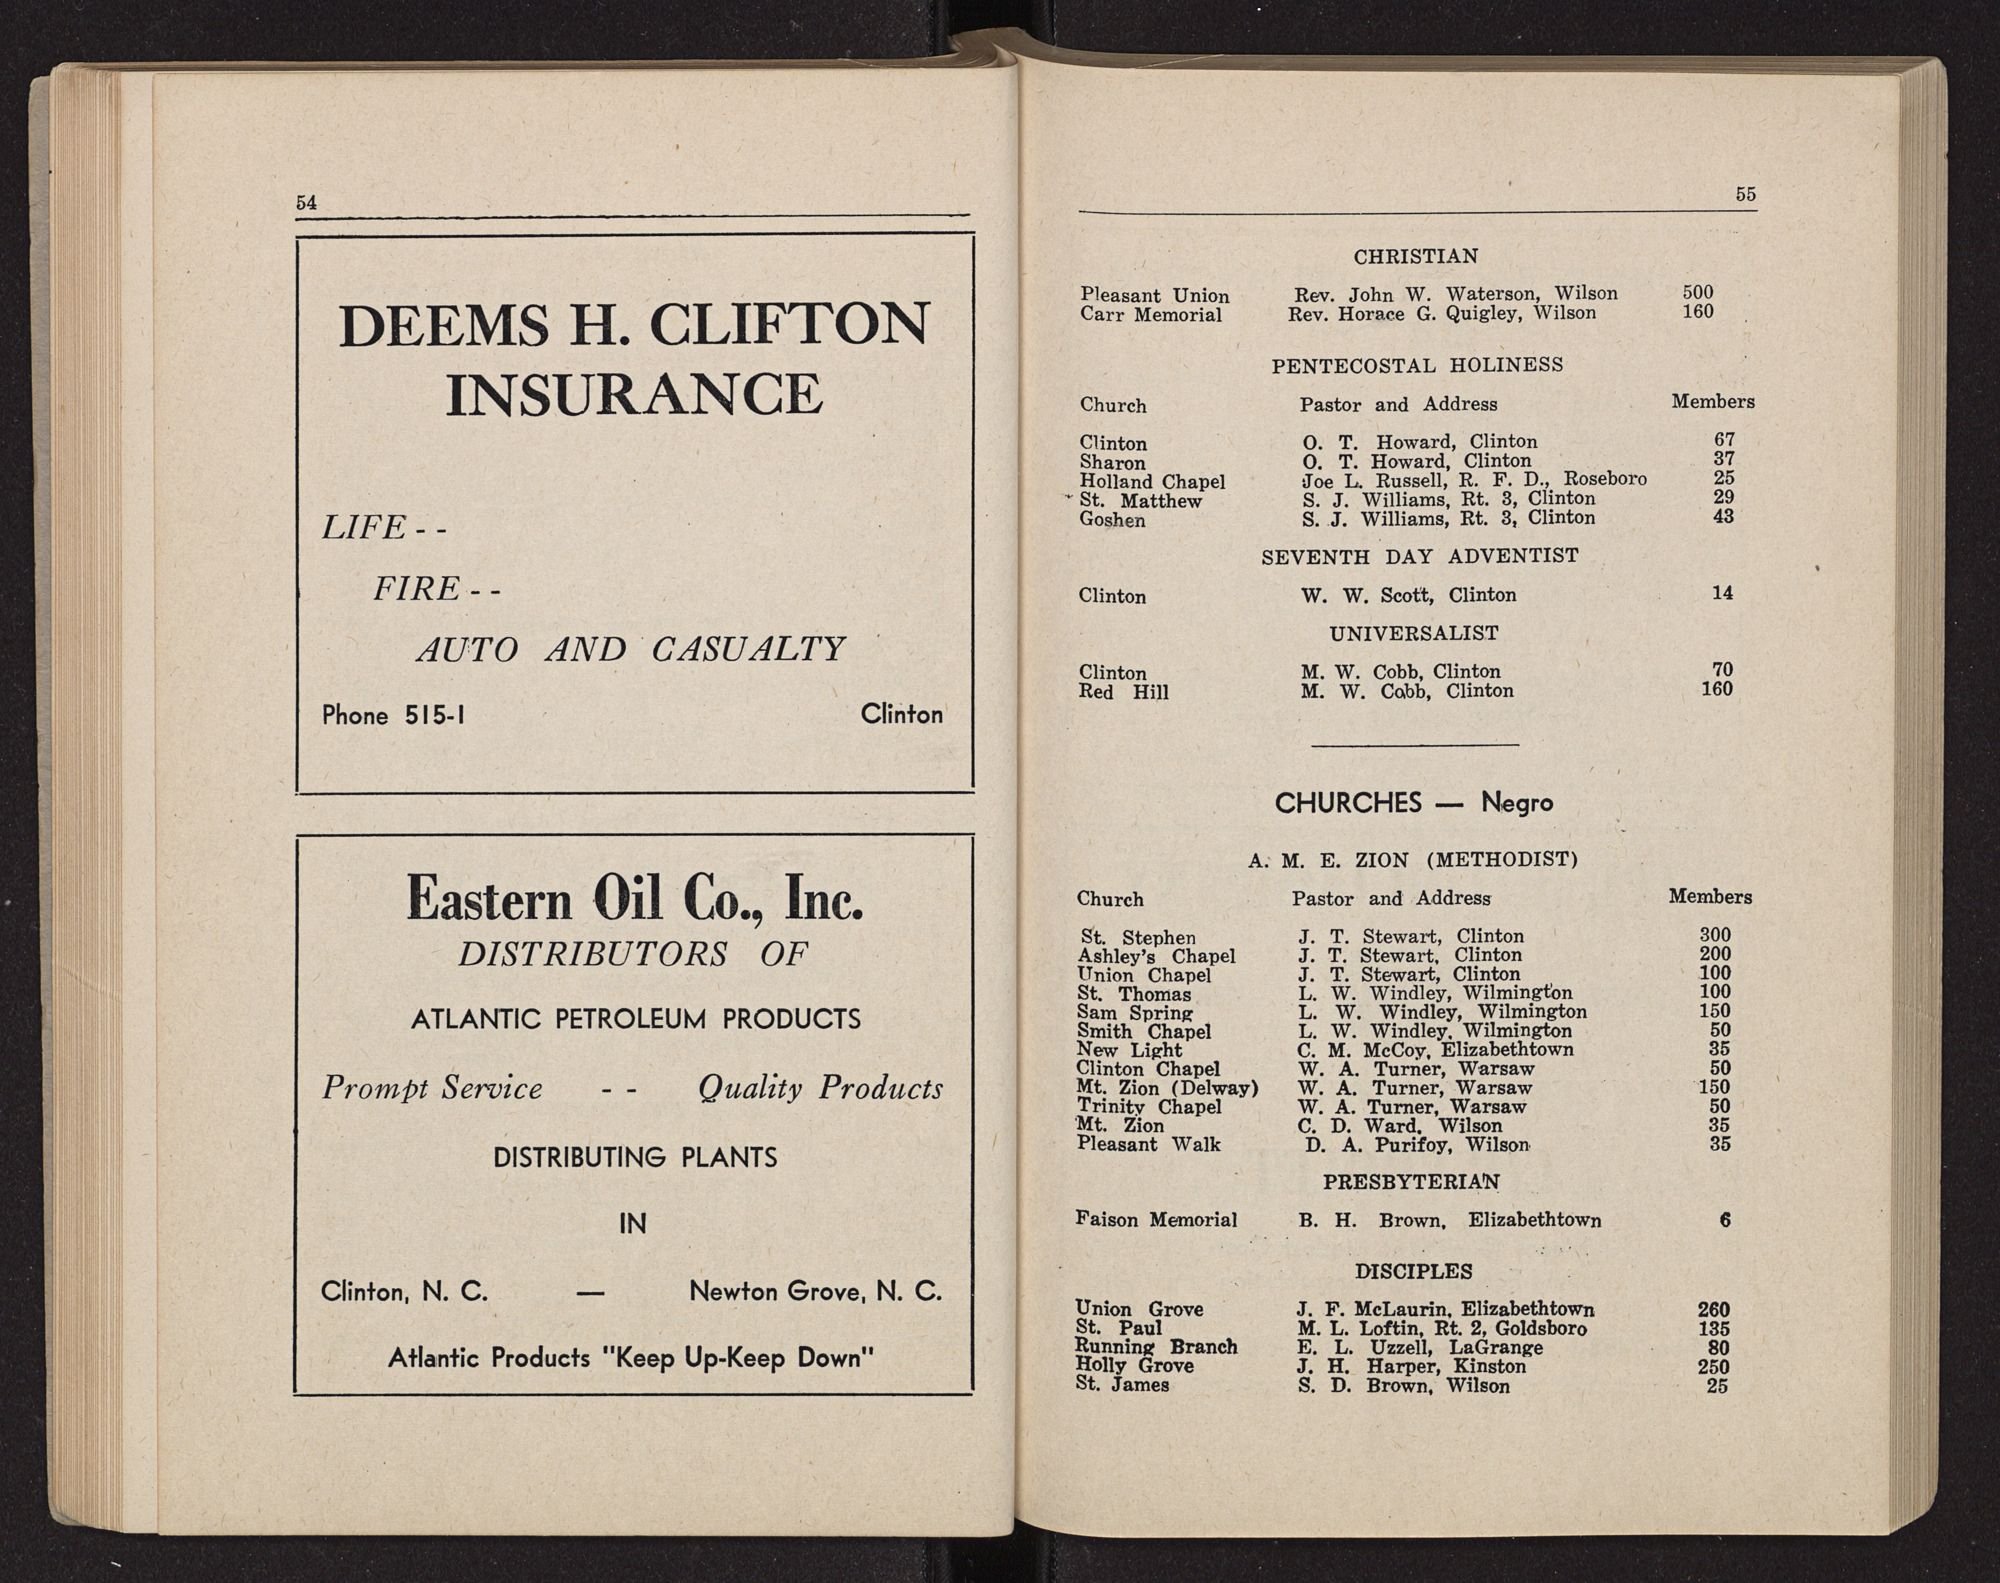 54
DEEMS H. CLIFTON
INSURANCE
LIFE - -
FIRE - -
AUTO AND CASUALTY
Phone 515-1 Clinton
Eastern Oil Co., Inc.
DISTRIBUTORS OF
ATLANTIC PETROLEUM PRODUCTS
Prompt Service - - Quality Products
DISTRIBUTING PLANTS
IN
Clinton, N. C. — Newton Grove, N. C.
Atlantic Products "Keep Up-Keep Down"
55
CHRISTIAN
Pleasant Union Rev. John W. Waterson, Wilson 500
Carr Memorial Rev. Horace G. Quigley, Wilson 160
PENTECOSTAL HOLINESS
Church Pastor and Address Members
Clinton O. T. Howard, Clinton 67
Sharon O. T. Howard, Clinton 37
Holland Chapel Joe L. Russell, R. F. D., Roseboro 25
St. Matthew S. J. Williams, Rt. 3, Clinton 29
Goshen S. J. Williams, Rt. 3, Clinton 43
SEVENTH DAY ADVENTIST
Clinton W. W. Scott, Clinton 14
UNIVERSALIST
Clinton M. W. Cobb, Clinton 70
Red Hill M. W. Cobb, Clinton 160
CHURCHES — Negro
A. M. E. ZION (METHODIST)
Church Pastor and Address Members
St. Stephen J. T. Stewart, Clinton 300
Ashley's Chapel J. T. Stewart, Clinton 200
Union Chapel J. T. Stewart, Clinton 100
St. Thomas L. W. Windley, Wilmington 100
Sam Spring L. W. Windley, Wilmington 150
Smith Chapel L. W. Windley, Wilmington 50
New Light C. M. McCoy, Elizabethtown 35
Clinton Chapel W. A. Turner, Warsaw 50
Mt. Zion (Delway) W. A. Turner, Warsaw 150
Trinity Chapel W. A. Turner, Warsaw 50
Mt. Zion C. D. Ward, Wilson 35
Pleasant Walk D. A. Purifoy, Wilson 35
PRESBYTERIAN
Faison Memorial B. H. Brown, Elizabethtown 6
DISCIPLES
Union Grove J. F. McLaurin, Elizabethtown 260
St. Paul M. L. Loftin, Rt. 2, Goldsboro 135
Running Branch E. L. Uzzell, LaGrange 80
Holly Grove J. H. Harper, Kinston 250
St. James S. D. Brown, Wilson 25